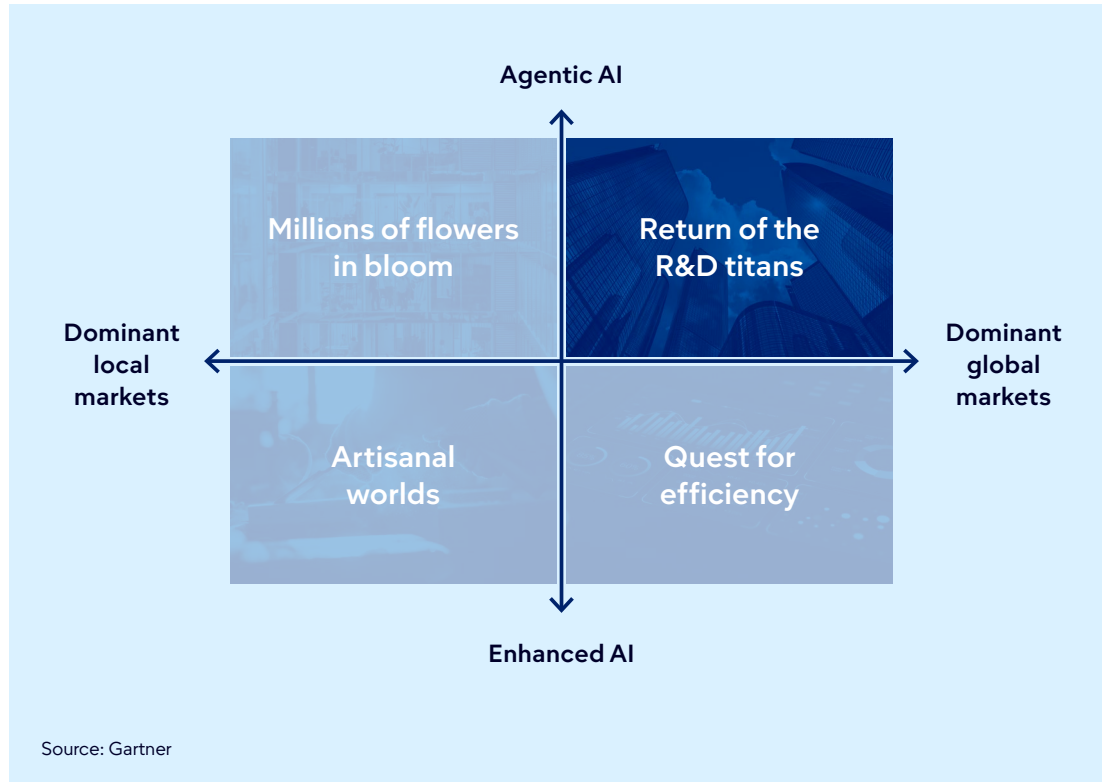 Agentic AI
Millions of flowers
in bloom
Return of the
R&D titans
Dominant
local
markets
Dominant
global
markets
Artisanal
worlds
Quest for
efficiency
Enhanced AI
Source: Gartner